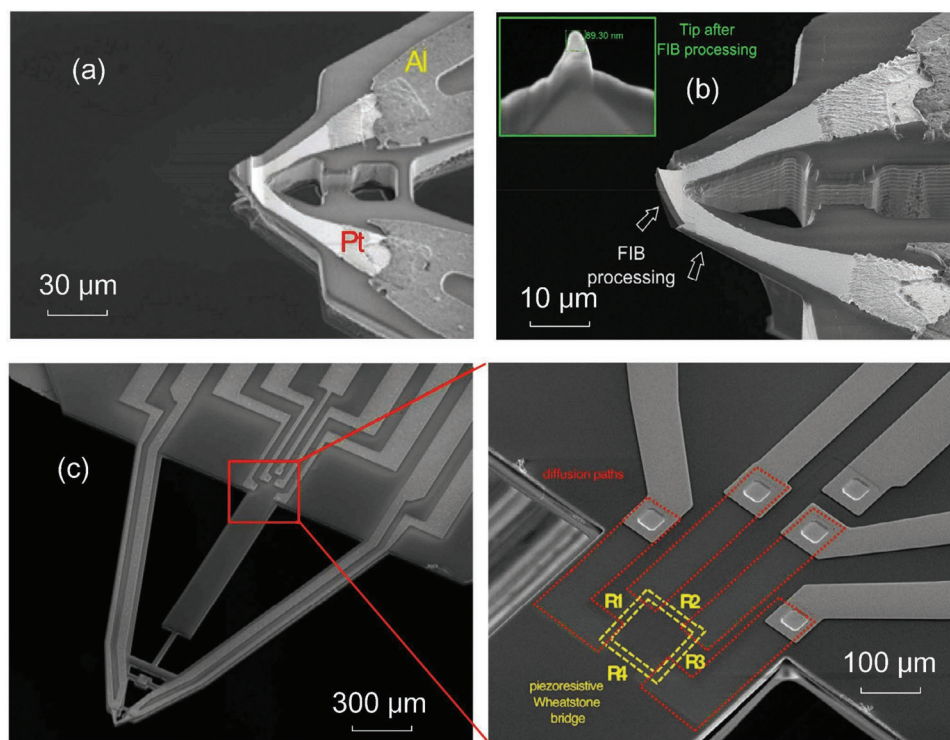 (a)
Al
Pt
30 µm
89.30 nm
Tip after
FIB processing
(b)
FIB
processing
10 µm
(c)
300 µm
diffusion paths
R1
R2
R3
R4
piezoresistive
Wheatstone
bridge
100 µm